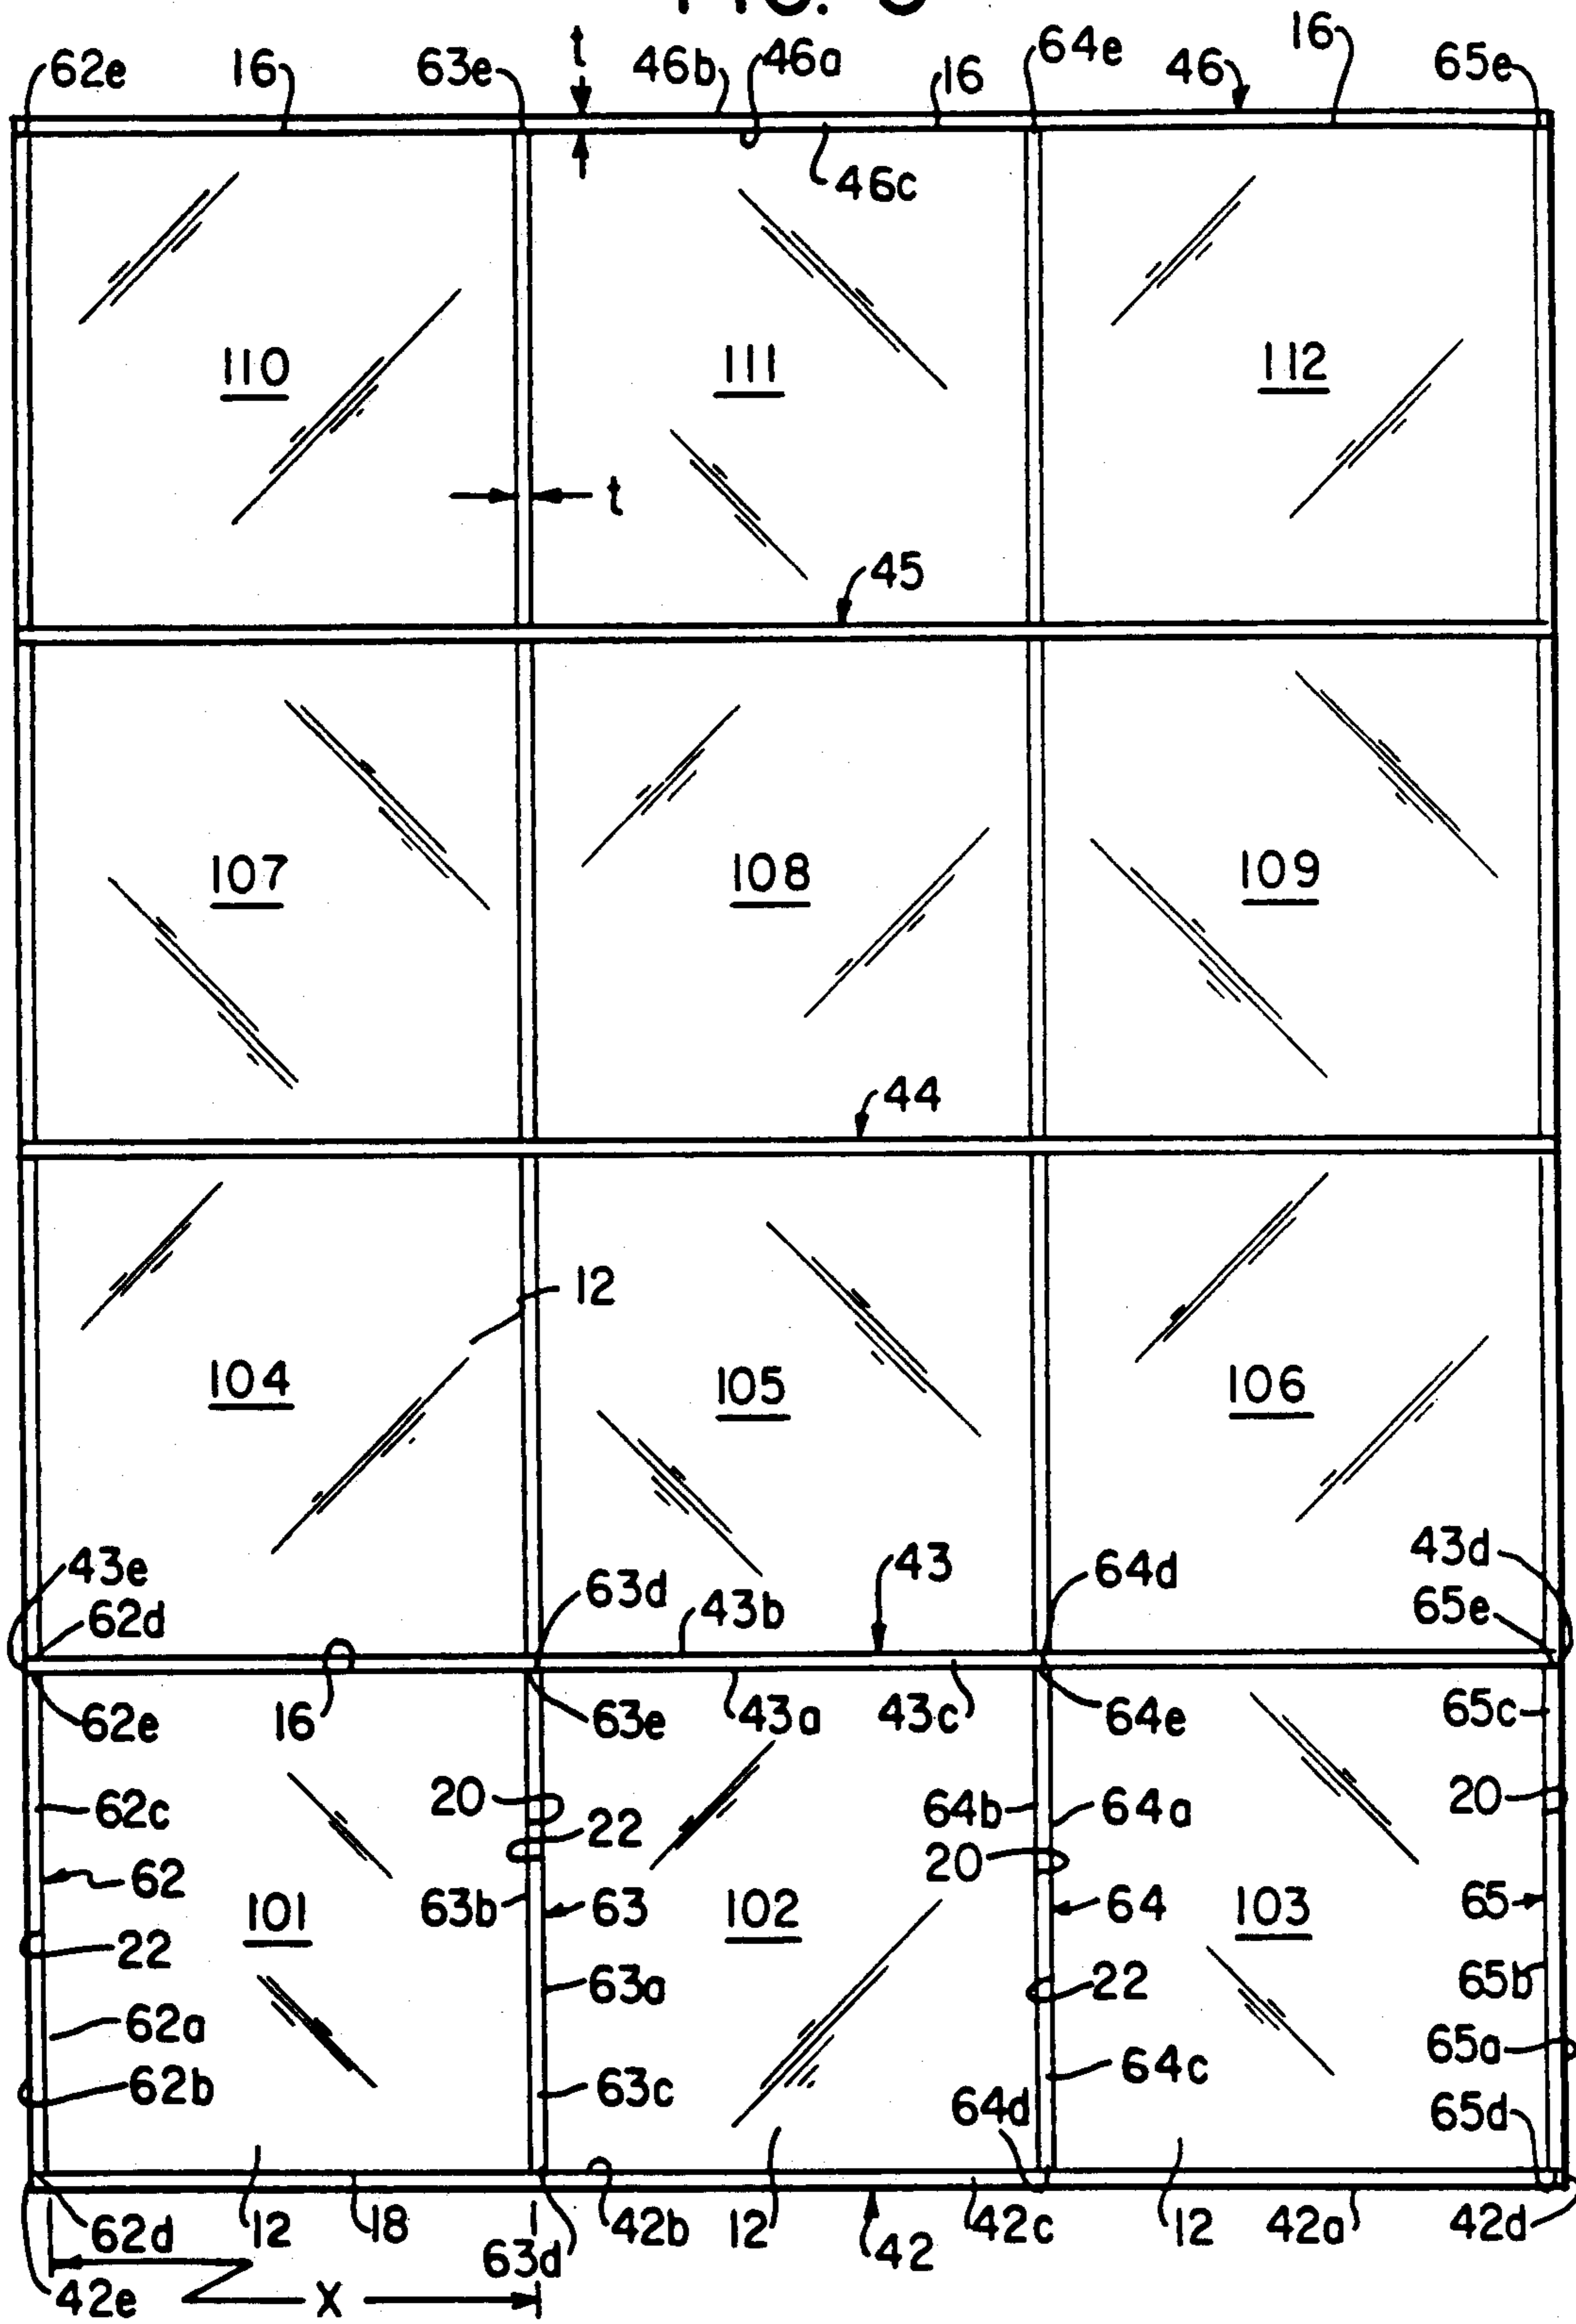 62e 16 63e t 46b 46a 16 64e 46 16 65e
46c
110 111 112
t
45
107 108 109
44
12
104 105 106
43e 62d 63d 43b 43 64d 43d 65e
62e 16 63e 43a 43c 64e 65c
62c 20 22 64b 64a 20
62 20
101 63b 63 102 64 103 65
22 63a 22 65b
62a 65a
62b 63c 64c
64d 65d
62d 12 18 63d 42b 12 42 42c 12 42a 42d
42e X